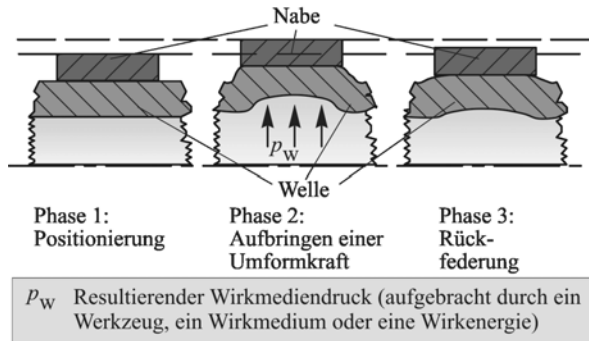 Nabe
p_W
Welle
Phase 1:
Positionierung
Phase 2:
Aufbringen einer
Umformkraft
Phase 3:
Rück-
federung
p_W Resultierender Wirkmediendruck (aufgebracht durch ein
Werkzeug, ein Wirkmedium oder eine Wirkenergie)